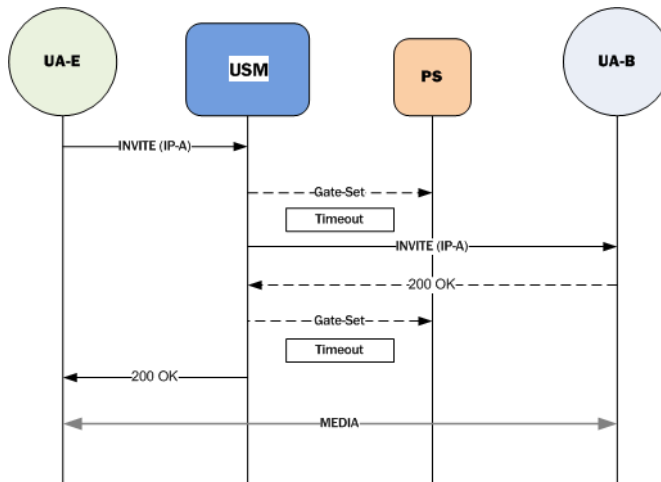 UA-E
USM
PS
UA-B
INVITE (IP-A)
Gate-Set
Timeout
INVITE (IP-A)
200 OK
Gate-Set
Timeout
200 OK
MEDIA